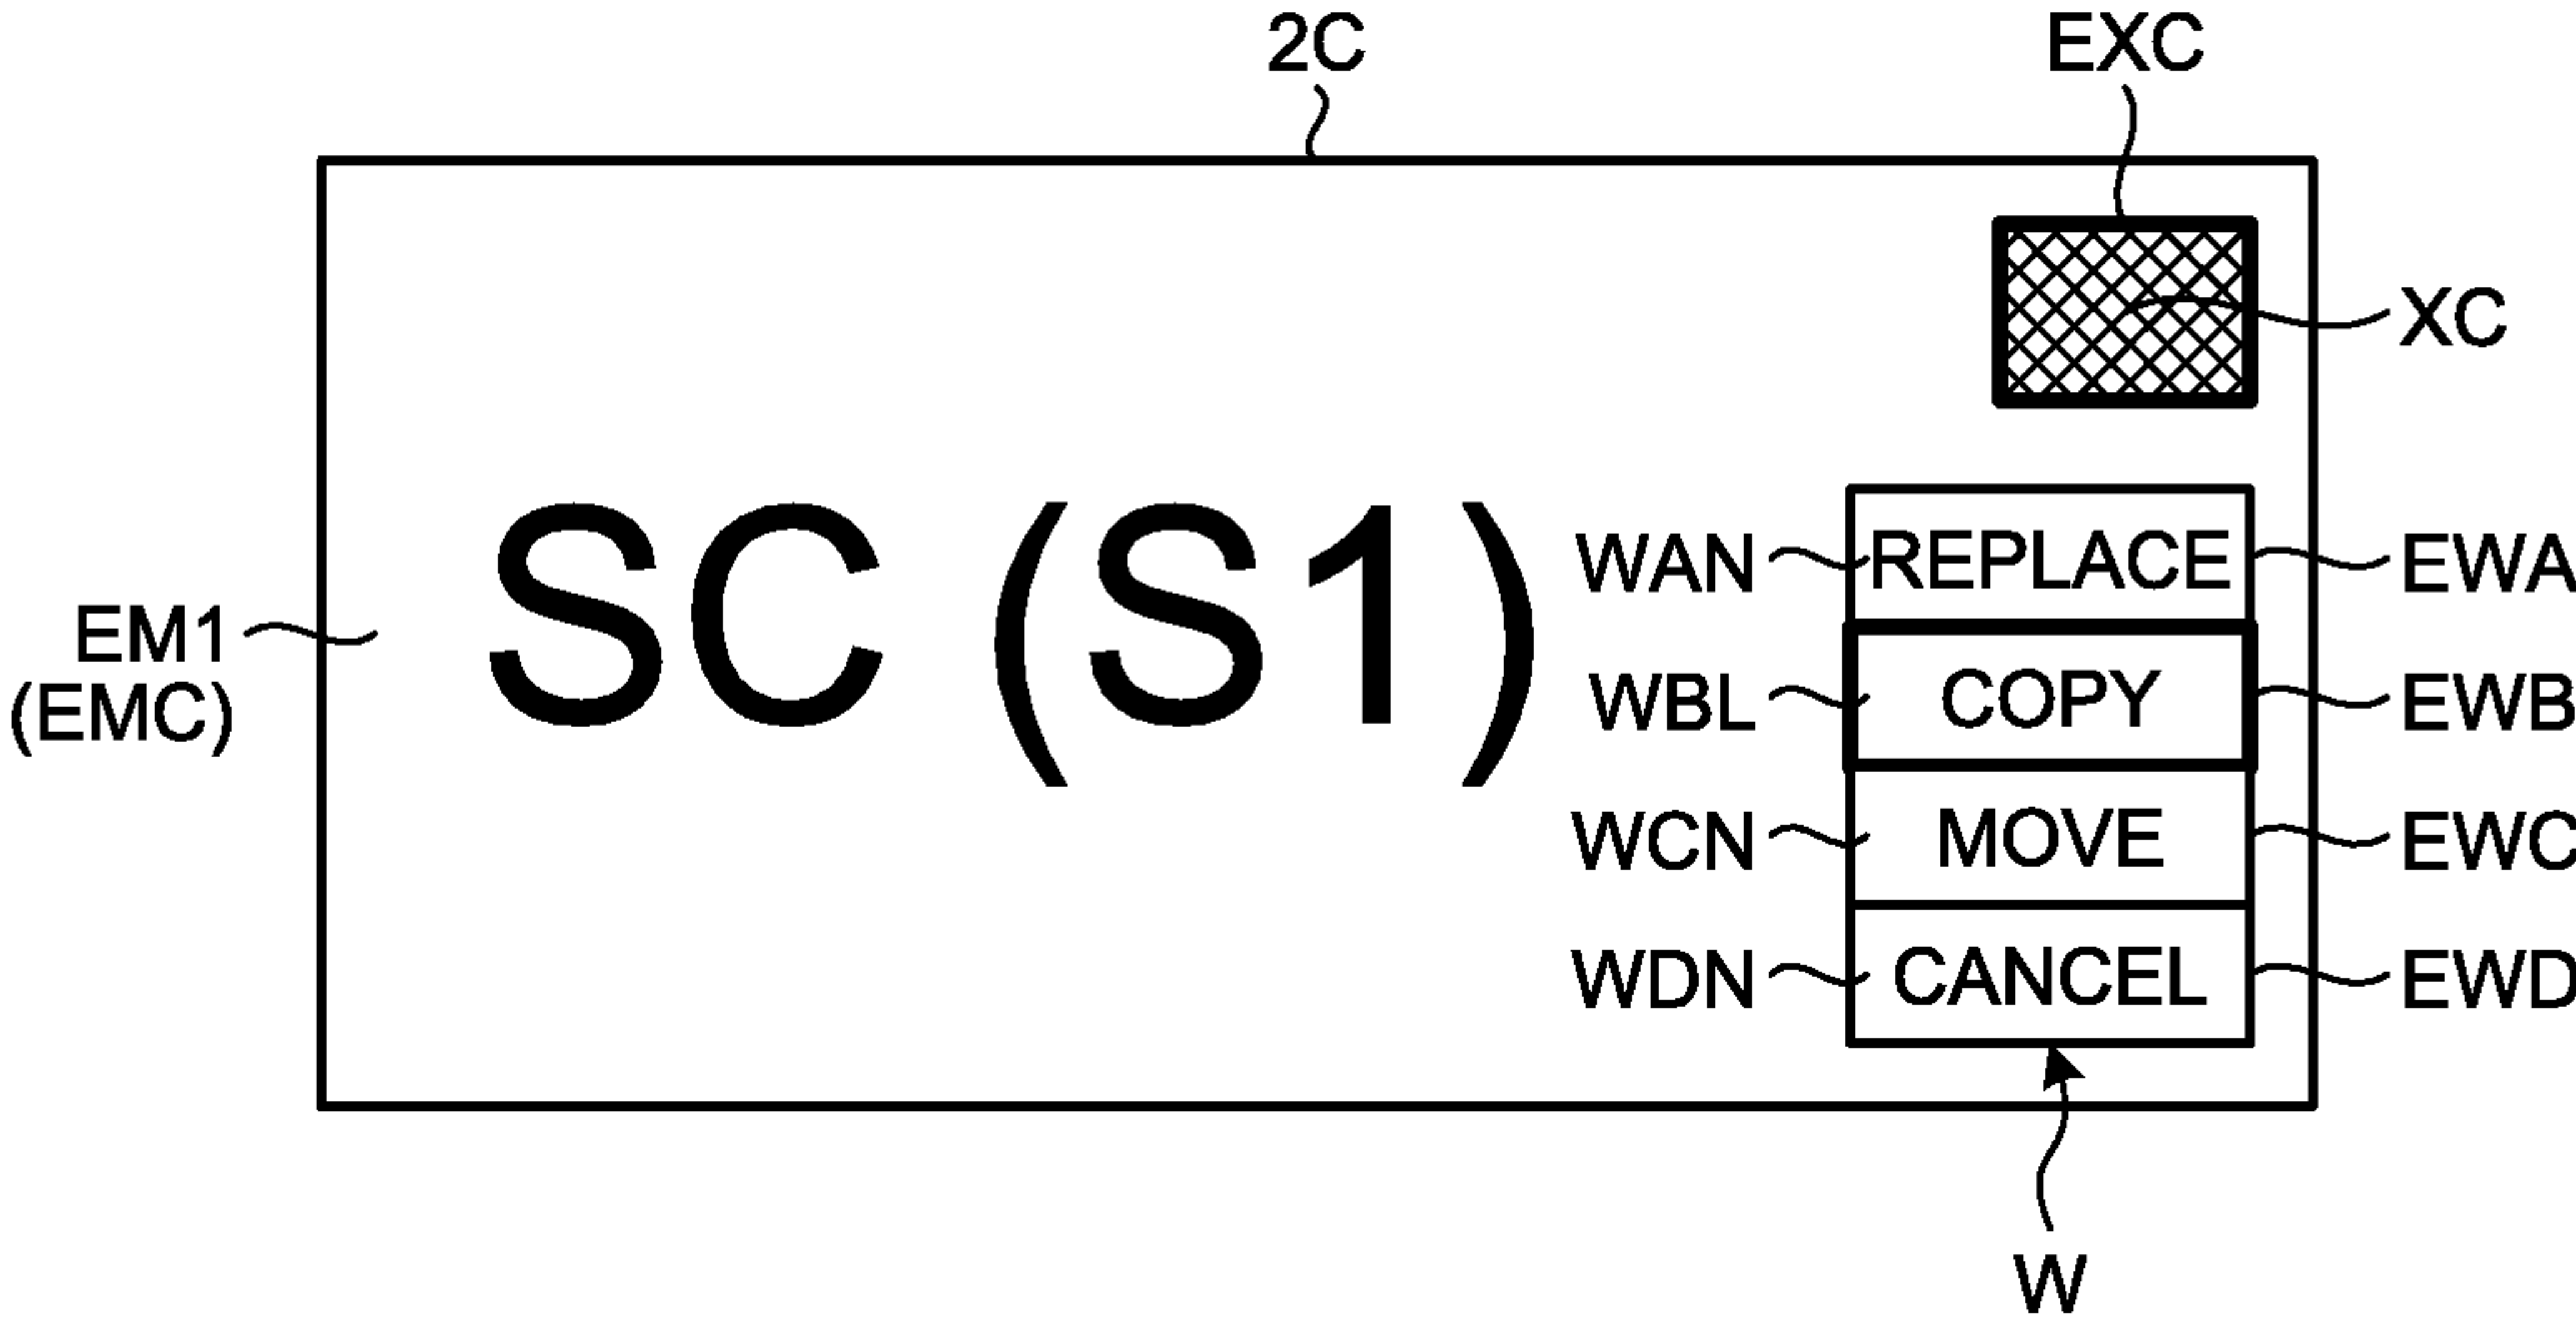 2C
EXC
XC
SC (S1)
WAN REPLACE EWA
EM1
(EMC)
WBL COPY EWB
WCN MOVE EWC
WDN CANCEL EWD
W